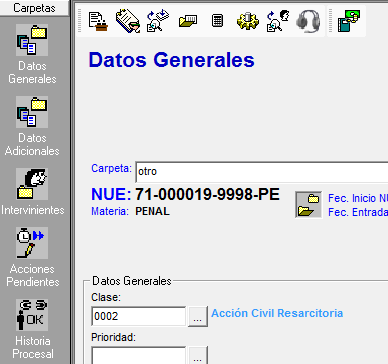 Carpetas
Datos
Generales
Datos
Adicionales
Intervinientes
Acciones
Pendientes
OK
Historia
Procesal
Datos Generales
Carpeta: otro
NUE: 71-000019-9998-PE
Materia: PENAL
Fec. Inicio NU
Fec. Entrada
Datos Generales
Clase:
0002 ... Acción Civil Resarcitoria
Prioridad:
...